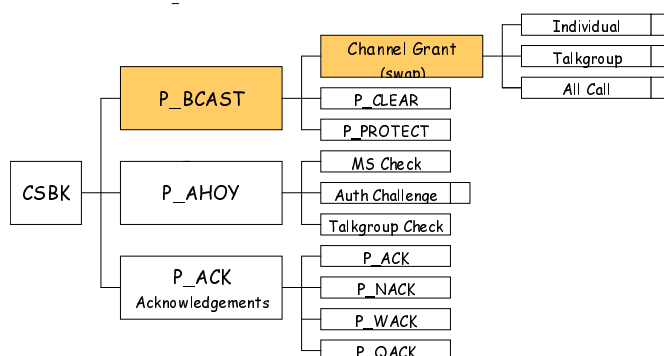 Channel Grant
(swap)
Individual
Talkgroup
All Call
P_BCAST
P_CLEAR
P_PROTECT
CSBK
P_AHOY
MS Check
Auth Challenge
Talkgroup Check
P_ACK
Acknowledgements
P_ACK
P_NACK
P_WACK
P_QACK